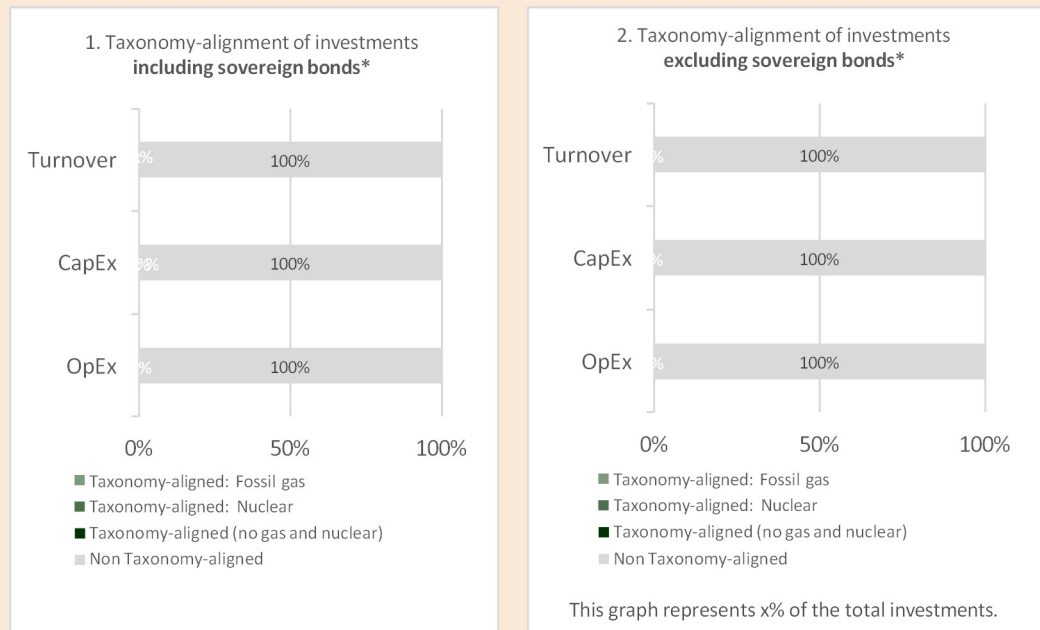 1. Taxonomy-alignment of investments
including sovereign bonds*
Turnover
%
100%
CapEx
%%
100%
OpEx
%
100%
0%
50%
100%
Taxonomy-aligned: Fossil gas
Taxonomy-aligned: Nuclear
Taxonomy-aligned (no gas and nuclear)
Non Taxonomy-aligned
2. Taxonomy-alignment of investments
excluding sovereign bonds*
Turnover
%
100%
CapEx
%
100%
OpEx
%
100%
0%
50%
100%
Taxonomy-aligned: Fossil gas
Taxonomy-aligned: Nuclear
Taxonomy-aligned (no gas and nuclear)
Non Taxonomy-aligned
This graph represents x% of the total investments.